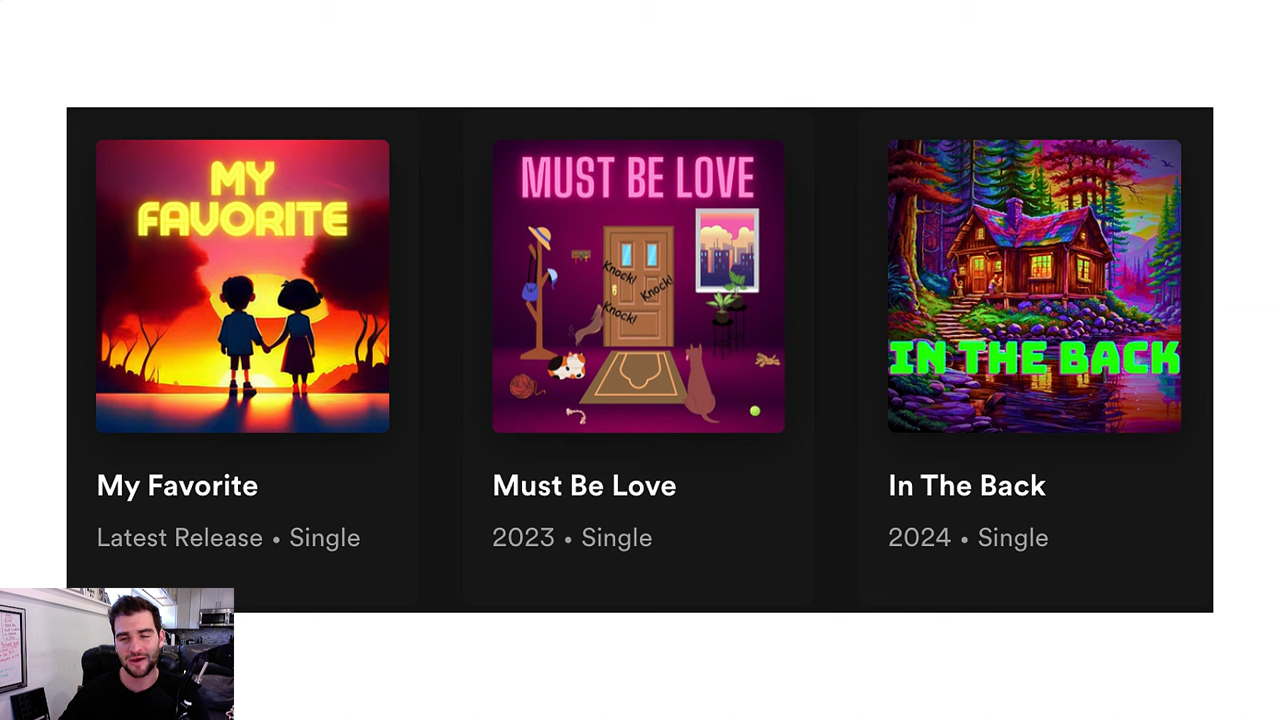 MY
FAVORITE
MUST BE LOVE
Knock!
Knock!
Knock!
IN THE BACK
My Favorite
Must Be Love
In The Back
Latest Release • Single
2023 • Single
2024 • Single